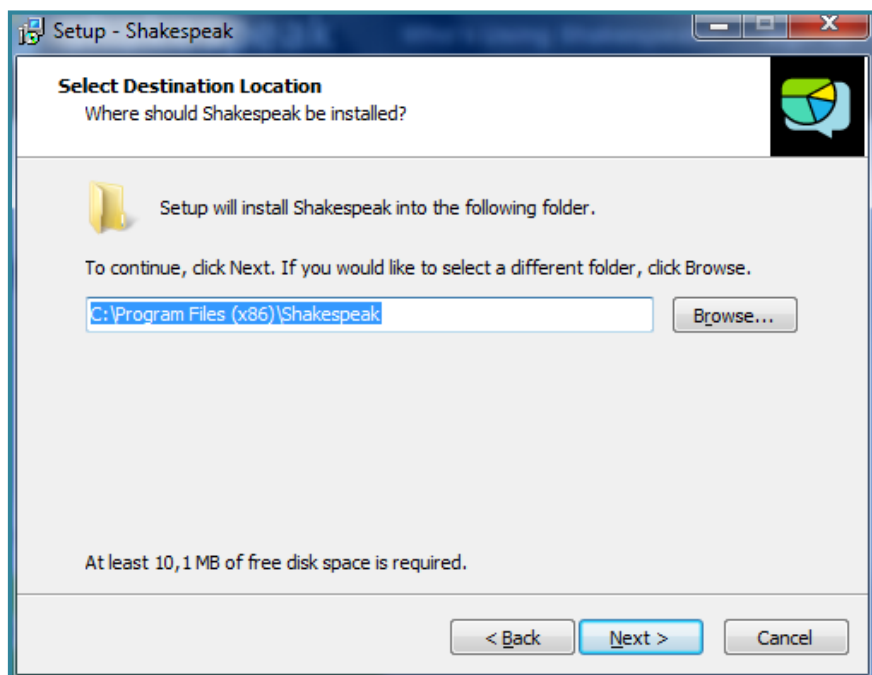 Setup - Shakespeak
Select Destination Location
Where should Shakespeak be installed?
Setup will install Shakespeak into the following folder.
To continue, click Next. If you would like to select a different folder, click Browse.
C:\Program Files (x86)\Shakespeak
Browse...
At least 10,1 MB of free disk space is required.
< Back
Next >
Cancel